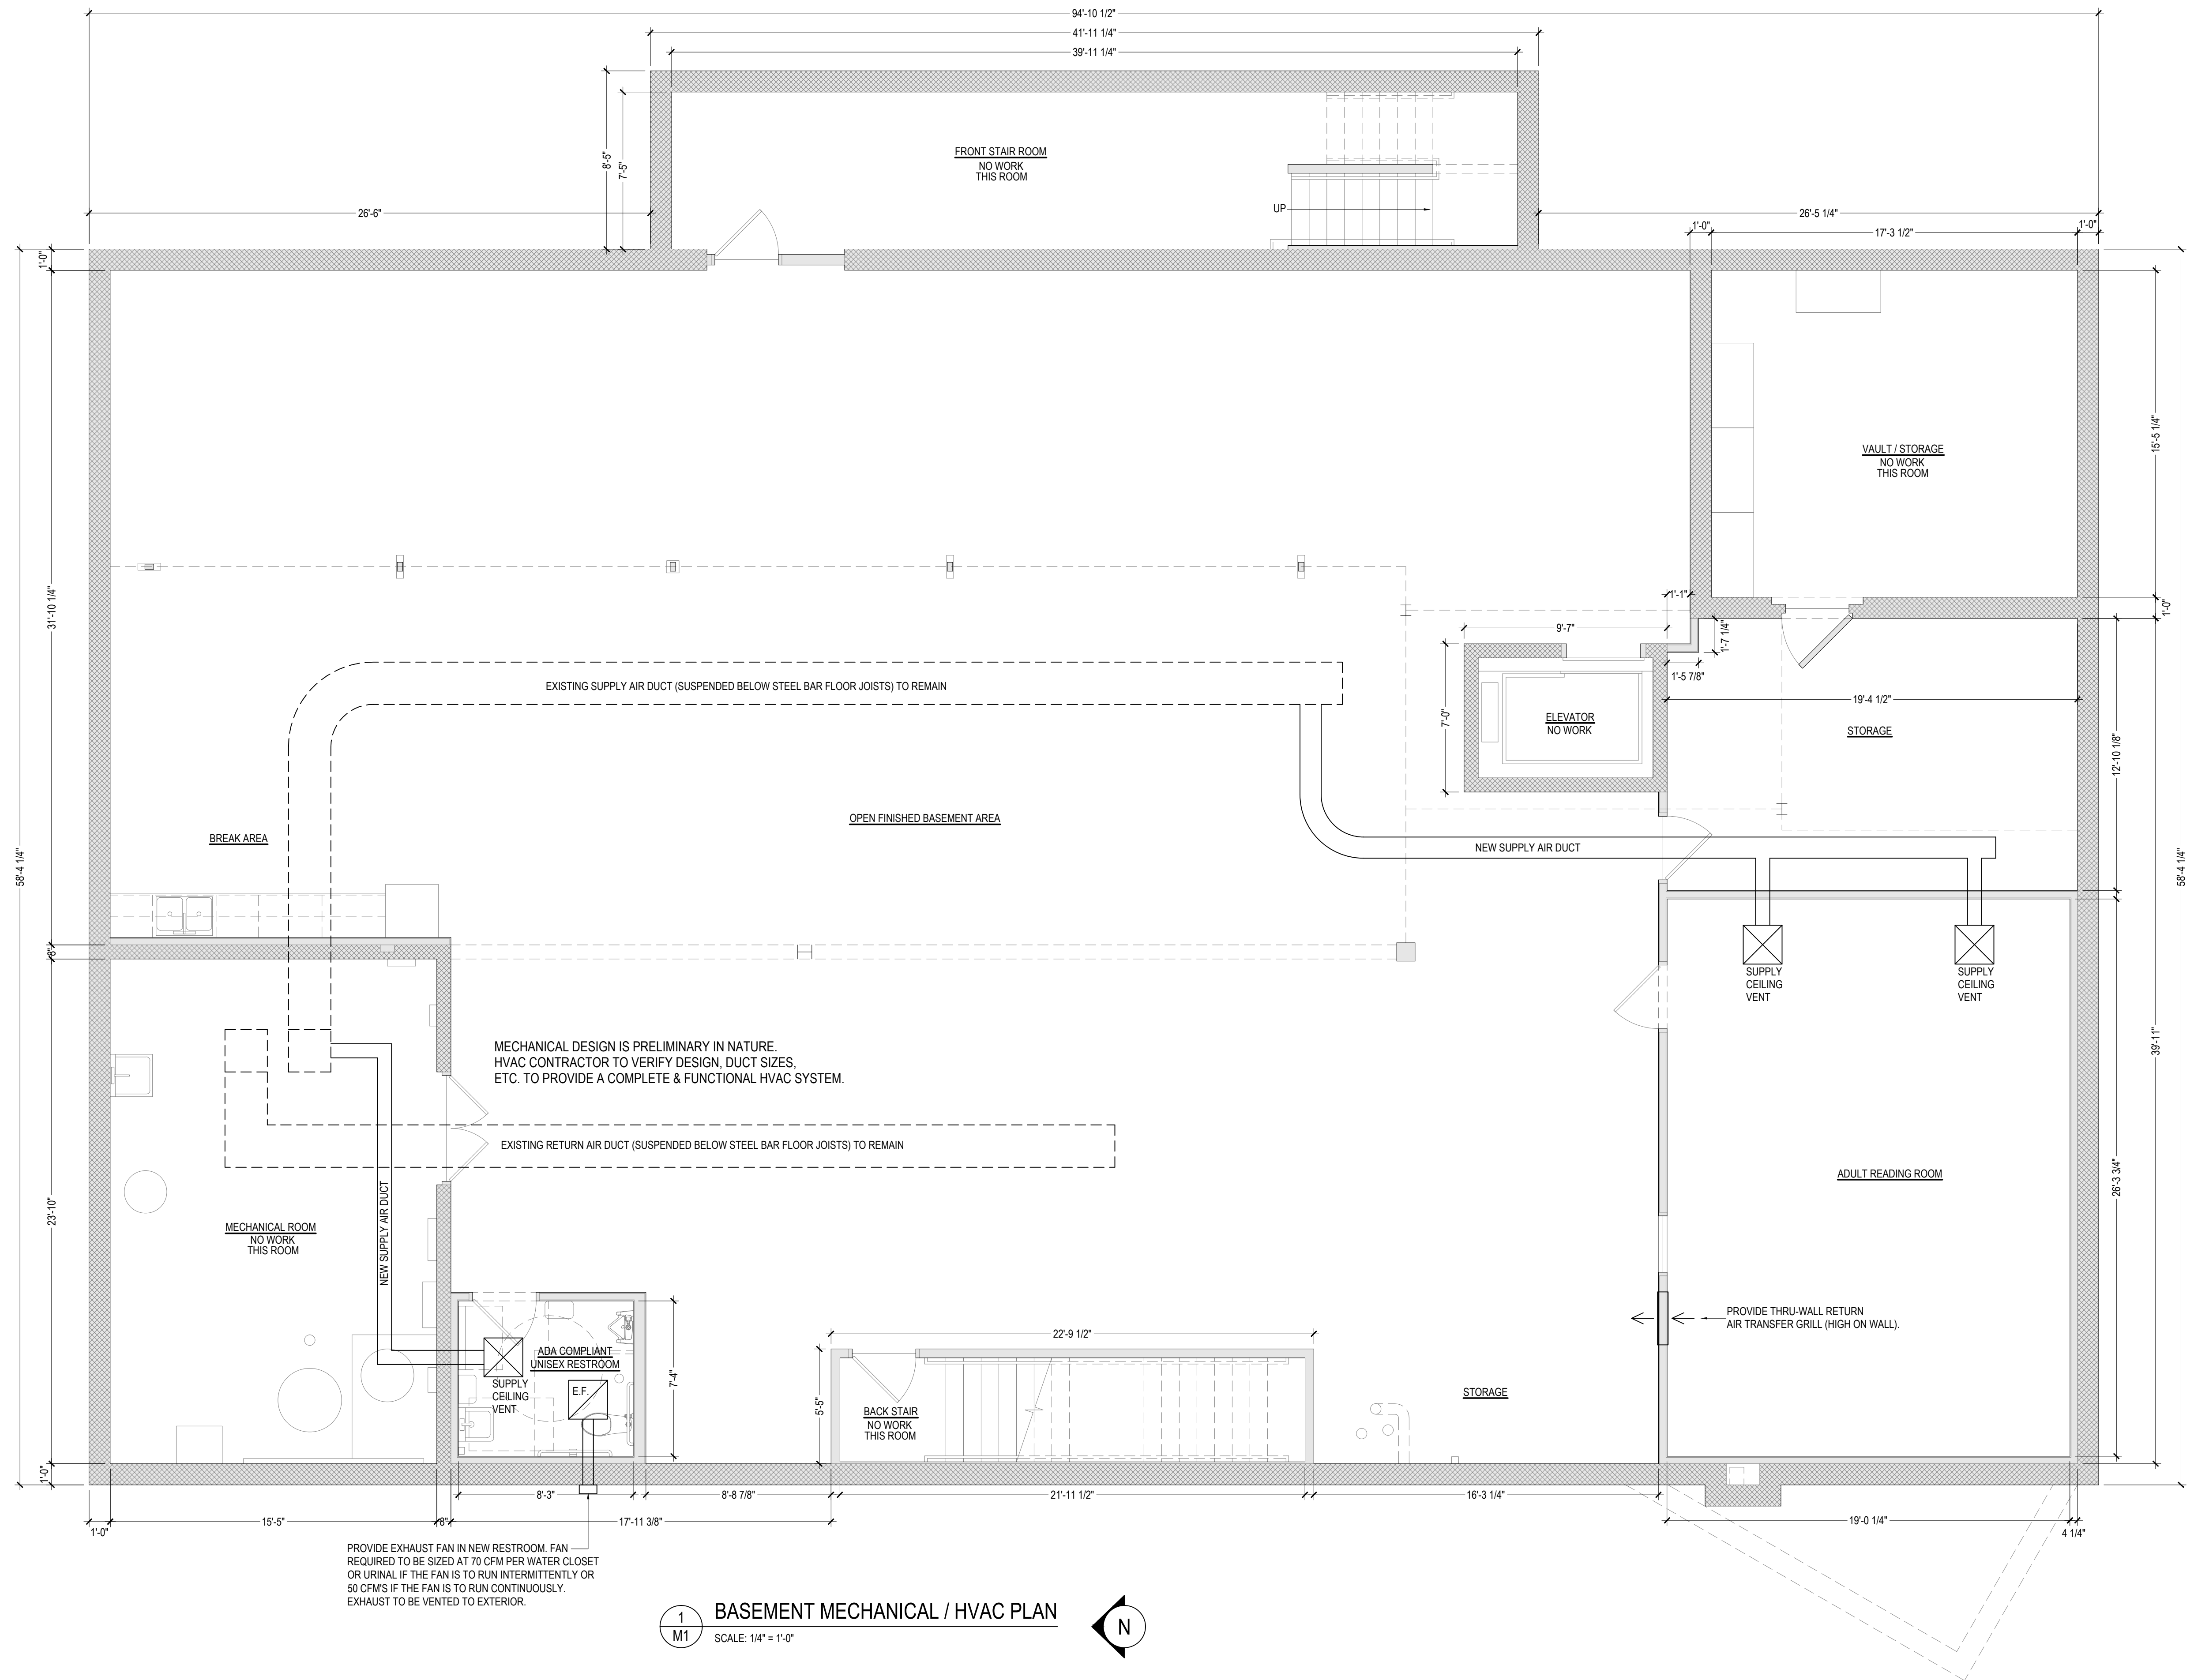 94'-10 1/2"
41'-11 1/4"
39'-11 1/4"
8'-5"
7'-5"
FRONT STAIR ROOM
NO WORK
THIS ROOM
UP
26'-6"
26'-5 1/4"
1'-0"
17'-3 1/2"
1'-0"
1'-0"
31'-10 1/4"
58'-4 1/4"
8"
23'-10"
1'-0"
VAULT / STORAGE
NO WORK
THIS ROOM
15'-5 1/4"
1'-0"
12'-10 1/8"
58'-4 1/4"
39'-11"
26'-3 3/4"
1'-1"
9'-7"
1'-7 1/4"
1'-5 7/8"
7'-0"
19'-4 1/2"
ELEVATOR
NO WORK
STORAGE
EXISTING SUPPLY AIR DUCT (SUSPENDED BELOW STEEL BAR FLOOR JOISTS) TO REMAIN
BREAK AREA
OPEN FINISHED BASEMENT AREA
NEW SUPPLY AIR DUCT
SUPPLY
CEILING
VENT
SUPPLY
CEILING
VENT
MECHANICAL DESIGN IS PRELIMINARY IN NATURE.
HVAC CONTRACTOR TO VERIFY DESIGN, DUCT SIZES,
ETC. TO PROVIDE A COMPLETE & FUNCTIONAL HVAC SYSTEM.
EXISTING RETURN AIR DUCT (SUSPENDED BELOW STEEL BAR FLOOR JOISTS) TO REMAIN
ADULT READING ROOM
NEW SUPPLY AIR DUCT
MECHANICAL ROOM
NO WORK
THIS ROOM
PROVIDE THRU-WALL RETURN
AIR TRANSFER GRILL (HIGH ON WALL).
ADA COMPLIANT
UNISEX RESTROOM
SUPPLY
CEILING
VENT
E.F.
7'-4"
22'-9 1/2"
5'-5"
BACK STAIR
NO WORK
THIS ROOM
STORAGE
8'-3"
8'-8 7/8"
21'-11 1/2"
16'-3 1/4"
1'-0"
15'-5"
8"
17'-11 3/8"
19'-0 1/4"
4 1/4"
PROVIDE EXHAUST FAN IN NEW RESTROOM. FAN
REQUIRED TO BE SIZED AT 70 CFM PER WATER CLOSET
OR URINAL IF THE FAN IS TO RUN INTERMITTENTLY OR
50 CFM'S IF THE FAN IS TO RUN CONTINUOUSLY.
EXHAUST TO BE VENTED TO EXTERIOR.
1
M1
BASEMENT MECHANICAL / HVAC PLAN
SCALE: 1/4" = 1'-0"
N